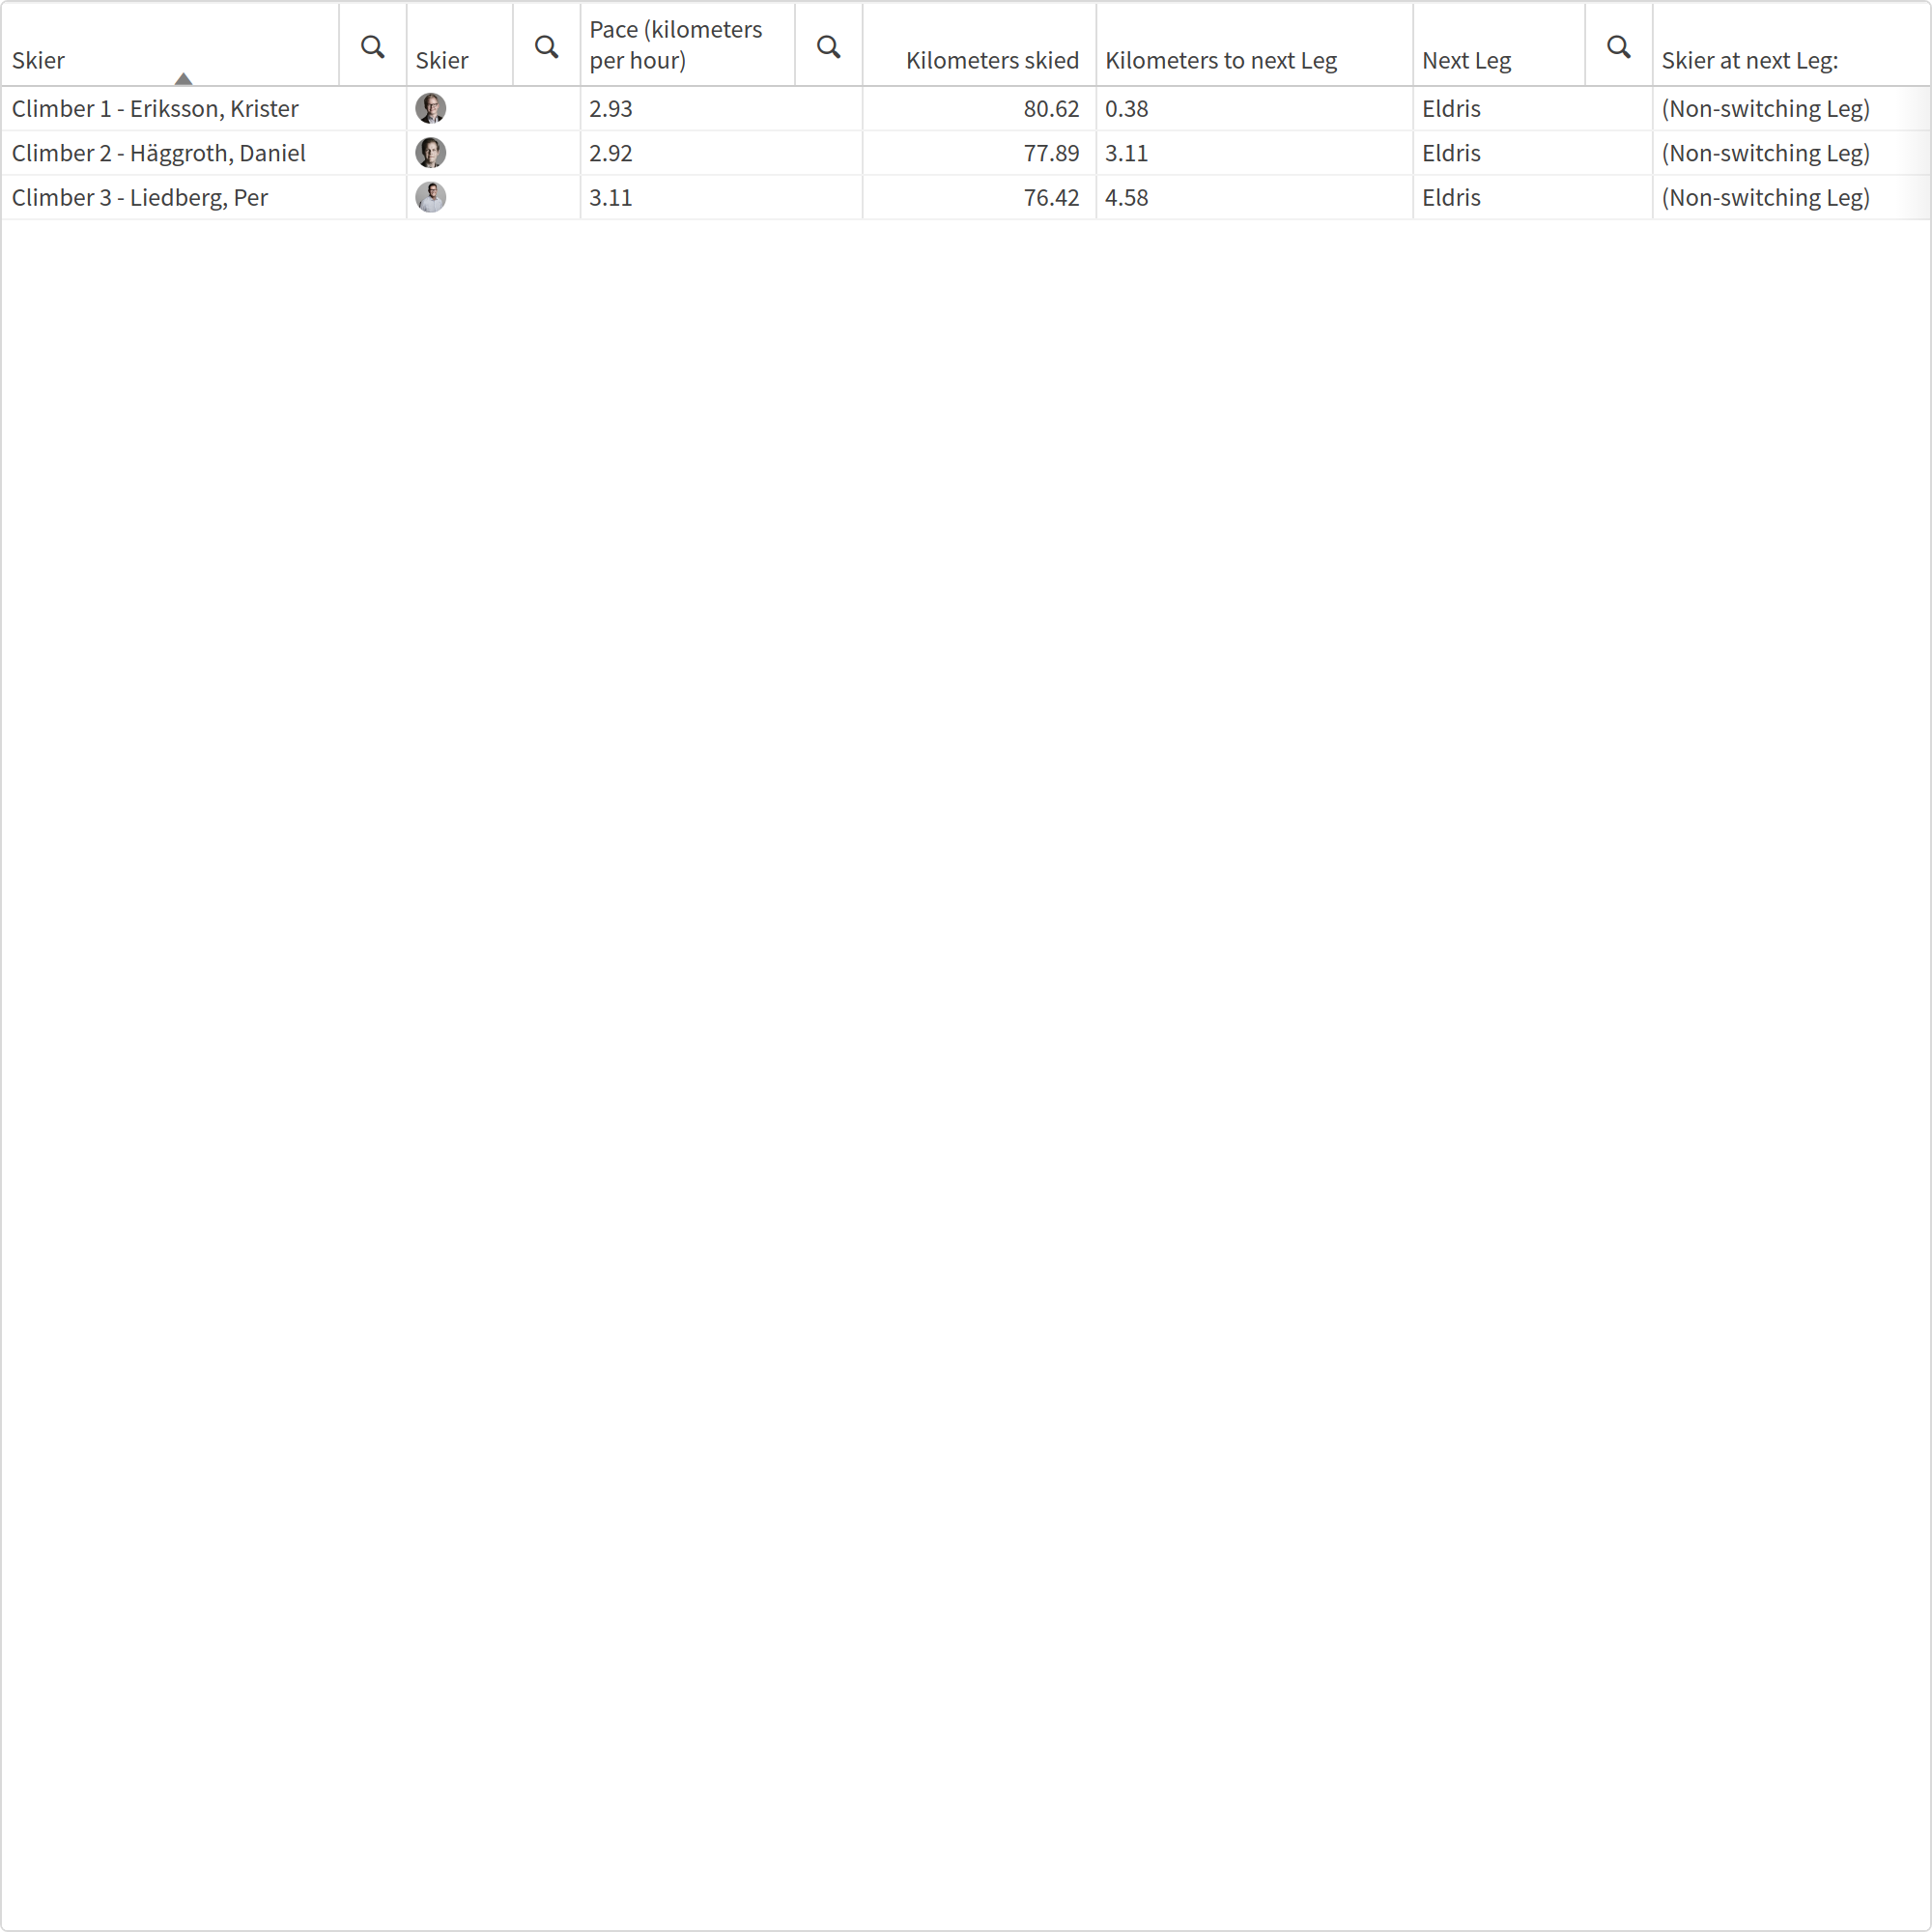 Skier Skier Pace (kilometers per hour) Kilometers skied Kilometers to next Leg Next Leg Skier at next Leg:
Climber 1 - Eriksson, Krister 2.93 80.62 0.38 Eldris (Non-switching Leg)
Climber 2 - Häggroth, Daniel 2.92 77.89 3.11 Eldris (Non-switching Leg)
Climber 3 - Liedberg, Per 3.11 76.42 4.58 Eldris (Non-switching Leg)